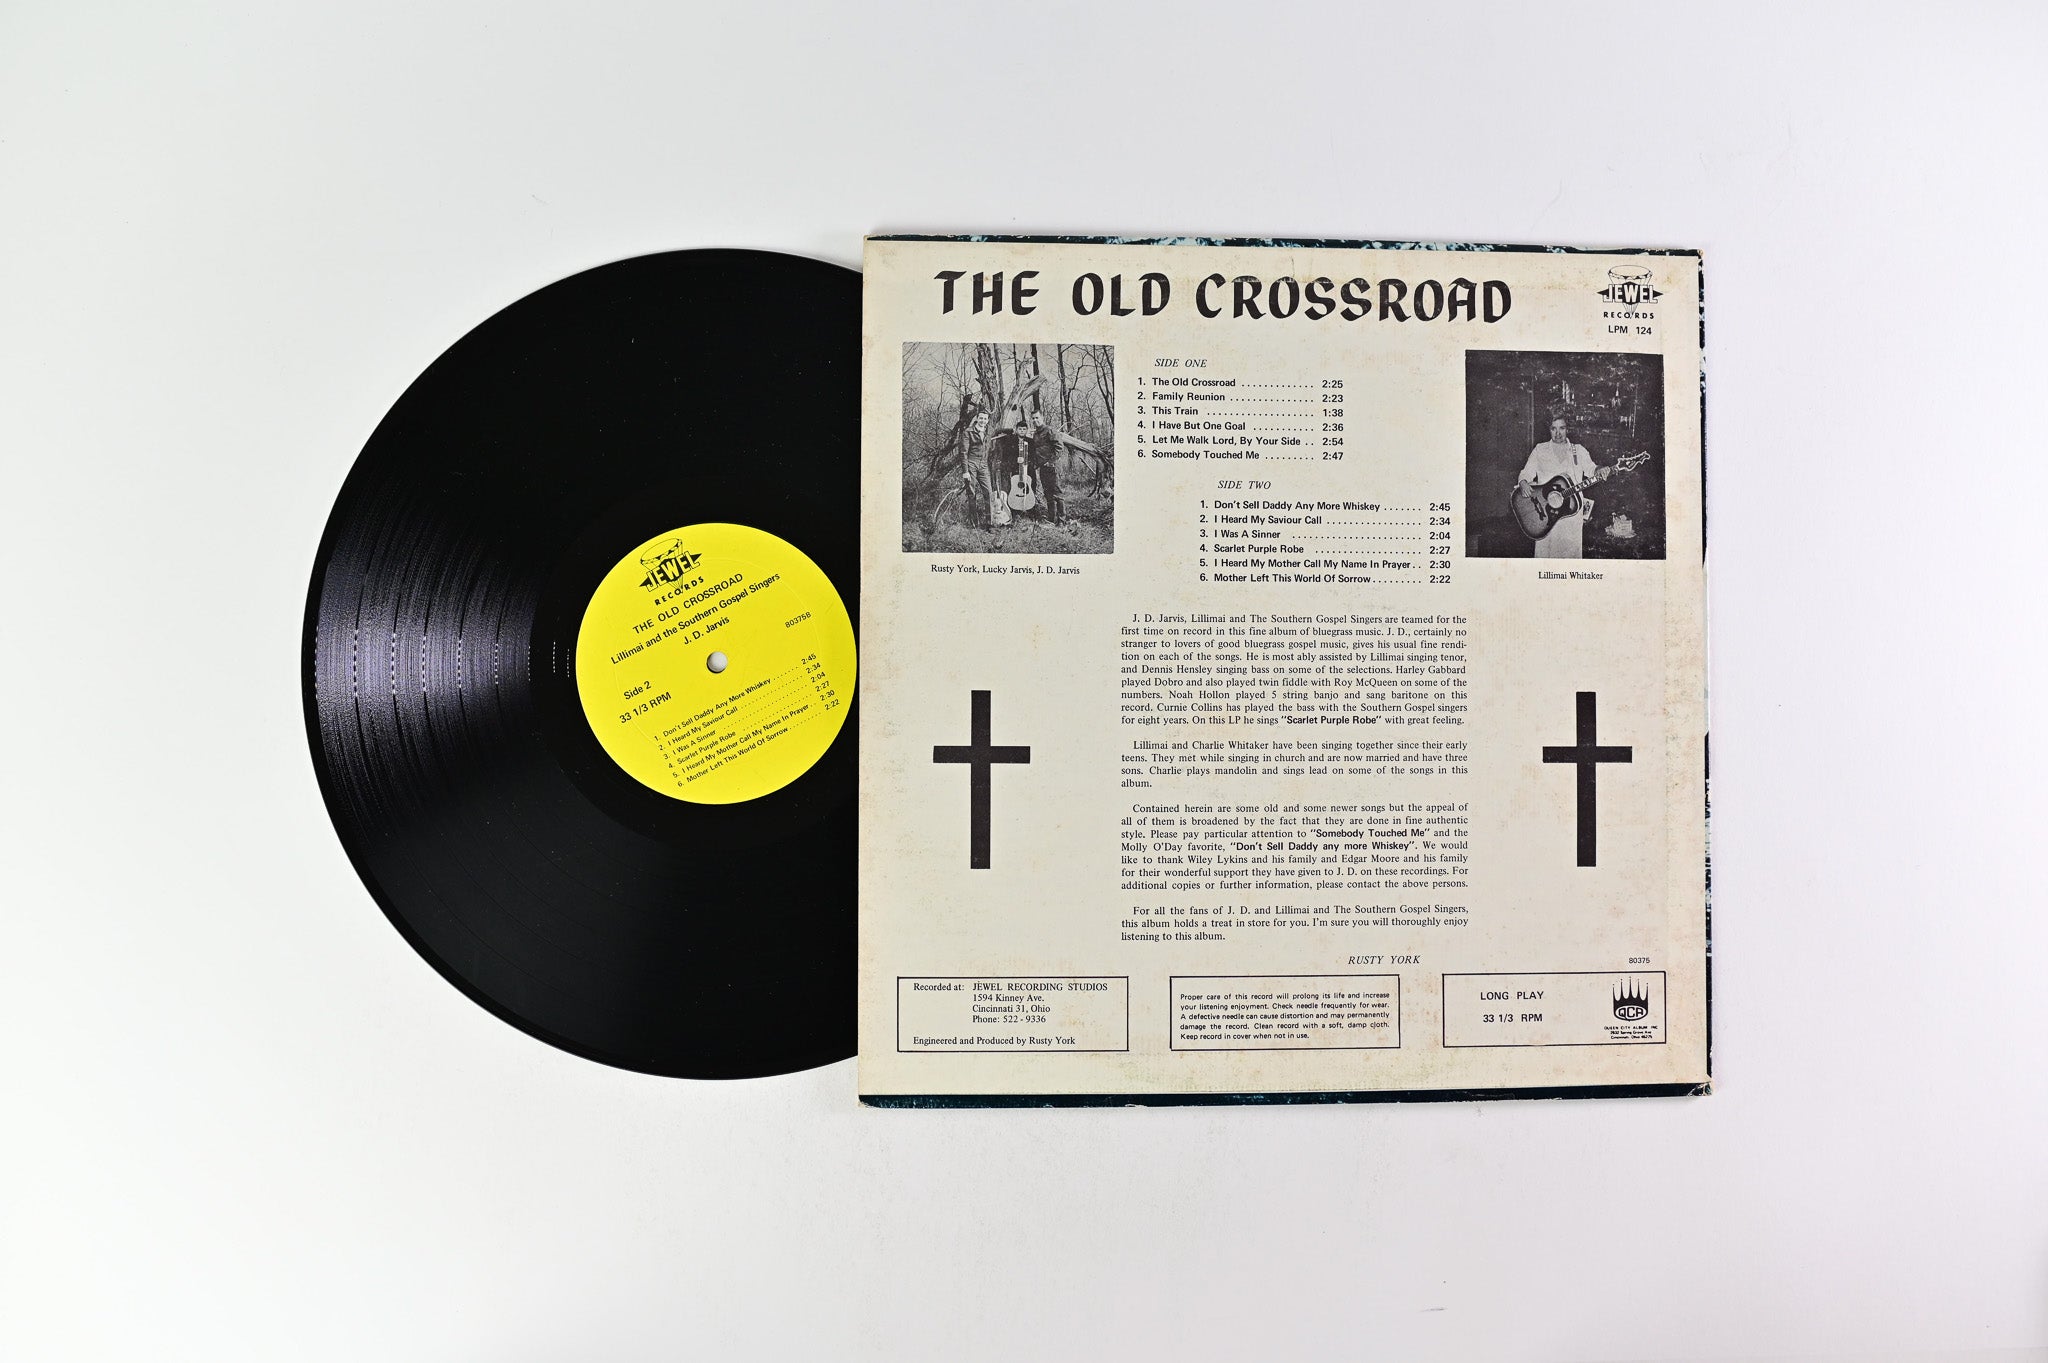 JEWEL
RECORDS
THE OLD CROSSROAD
Lillimai and the Southern Gospel Singers
J. D. Jarvis
80375B
Side 2
33 1/3 RPM
1. Don't Sell Daddy Any More Whiskey ....... 2:45
2. I Heard My Saviour Call ................. 2:34
3. I Was A Sinner ....................... 2:04
4. Scarlet Purple Robe ................... 2:27
5. I Heard My Mother Call My Name In Prayer.. 2:30
6. Mother Left This World Of Sorrow......... 2:22
THE OLD CROSSROAD
JEWEL
RECORDS
LPM 124
SIDE ONE
1. The Old Crossroad ............. 2:25
2. Family Reunion ............... 2:23
3. This Train ................... 1:38
4. I Have But One Goal ........... 2:36
5. Let Me Walk Lord, By Your Side .. 2:54
6. Somebody Touched Me ......... 2:47
SIDE TWO
1. Don't Sell Daddy Any More Whiskey ....... 2:45
2. I Heard My Saviour Call ................. 2:34
3. I Was A Sinner ....................... 2:04
4. Scarlet Purple Robe ................... 2:27
5. I Heard My Mother Call My Name In Prayer.. 2:30
6. Mother Left This World Of Sorrow......... 2:22
Rusty York, Lucky Jarvis, J. D. Jarvis
Lillimai Whitaker
J. D. Jarvis, Lillimai and The Southern Gospel Singers are teamed for the
first time on record in this fine album of bluegrass music. J. D., certainly no
stranger to lovers of good bluegrass gospel music, gives his usual fine rendi-
tion on each of the songs. He is most ably assisted by Lillimai singing tenor,
and Dennis Hensley singing bass on some of the selections. Harley Gabbard
played Dobro and also played twin fiddle with Roy McQueen on some of the
numbers. Noah Hollon played 5 string banjo and sang baritone on this
record. Curnie Collins has played the bass with the Southern Gospel singers
for eight years. On this LP he sings "Scarlet Purple Robe" with great feeling.
Lillimai and Charlie Whitaker have been singing together since their early
teens. They met while singing in church and are now married and have three
sons. Charlie plays mandolin and sings lead on some of the songs in this
album.
Contained herein are some old and some newer songs but the appeal of
all of them is broadened by the fact that they are done in fine authentic
style. Please pay particular attention to "Somebody Touched Me" and the
Molly O'Day favorite, "Don't Sell Daddy any more Whiskey". We would
like to thank Wiley Lykins and his family and Edgar Moore and his family
for their wonderful support they have given to J. D. on these recordings. For
additional copies or further information, please contact the above persons.
For all the fans of J. D. and Lillimai and The Southern Gospel Singers,
this album holds a treat in store for you. I'm sure you will thoroughly enjoy
listening to this album.
RUSTY YORK
80375
Recorded at: JEWEL RECORDING STUDIOS
1594 Kinney Ave.
Cincinnati 31, Ohio
Phone: 522 - 9336
Engineered and Produced by Rusty York
Proper care of this record will prolong its life and increase
your listening enjoyment. Check needle frequently for wear.
A defective needle can cause distortion and may permanently
damage the record. Clean record with a soft, damp cloth.
Keep record in cover when not in use.
LONG PLAY
33 1/3 RPM
QCA
QUEEN CITY ALBUM INC